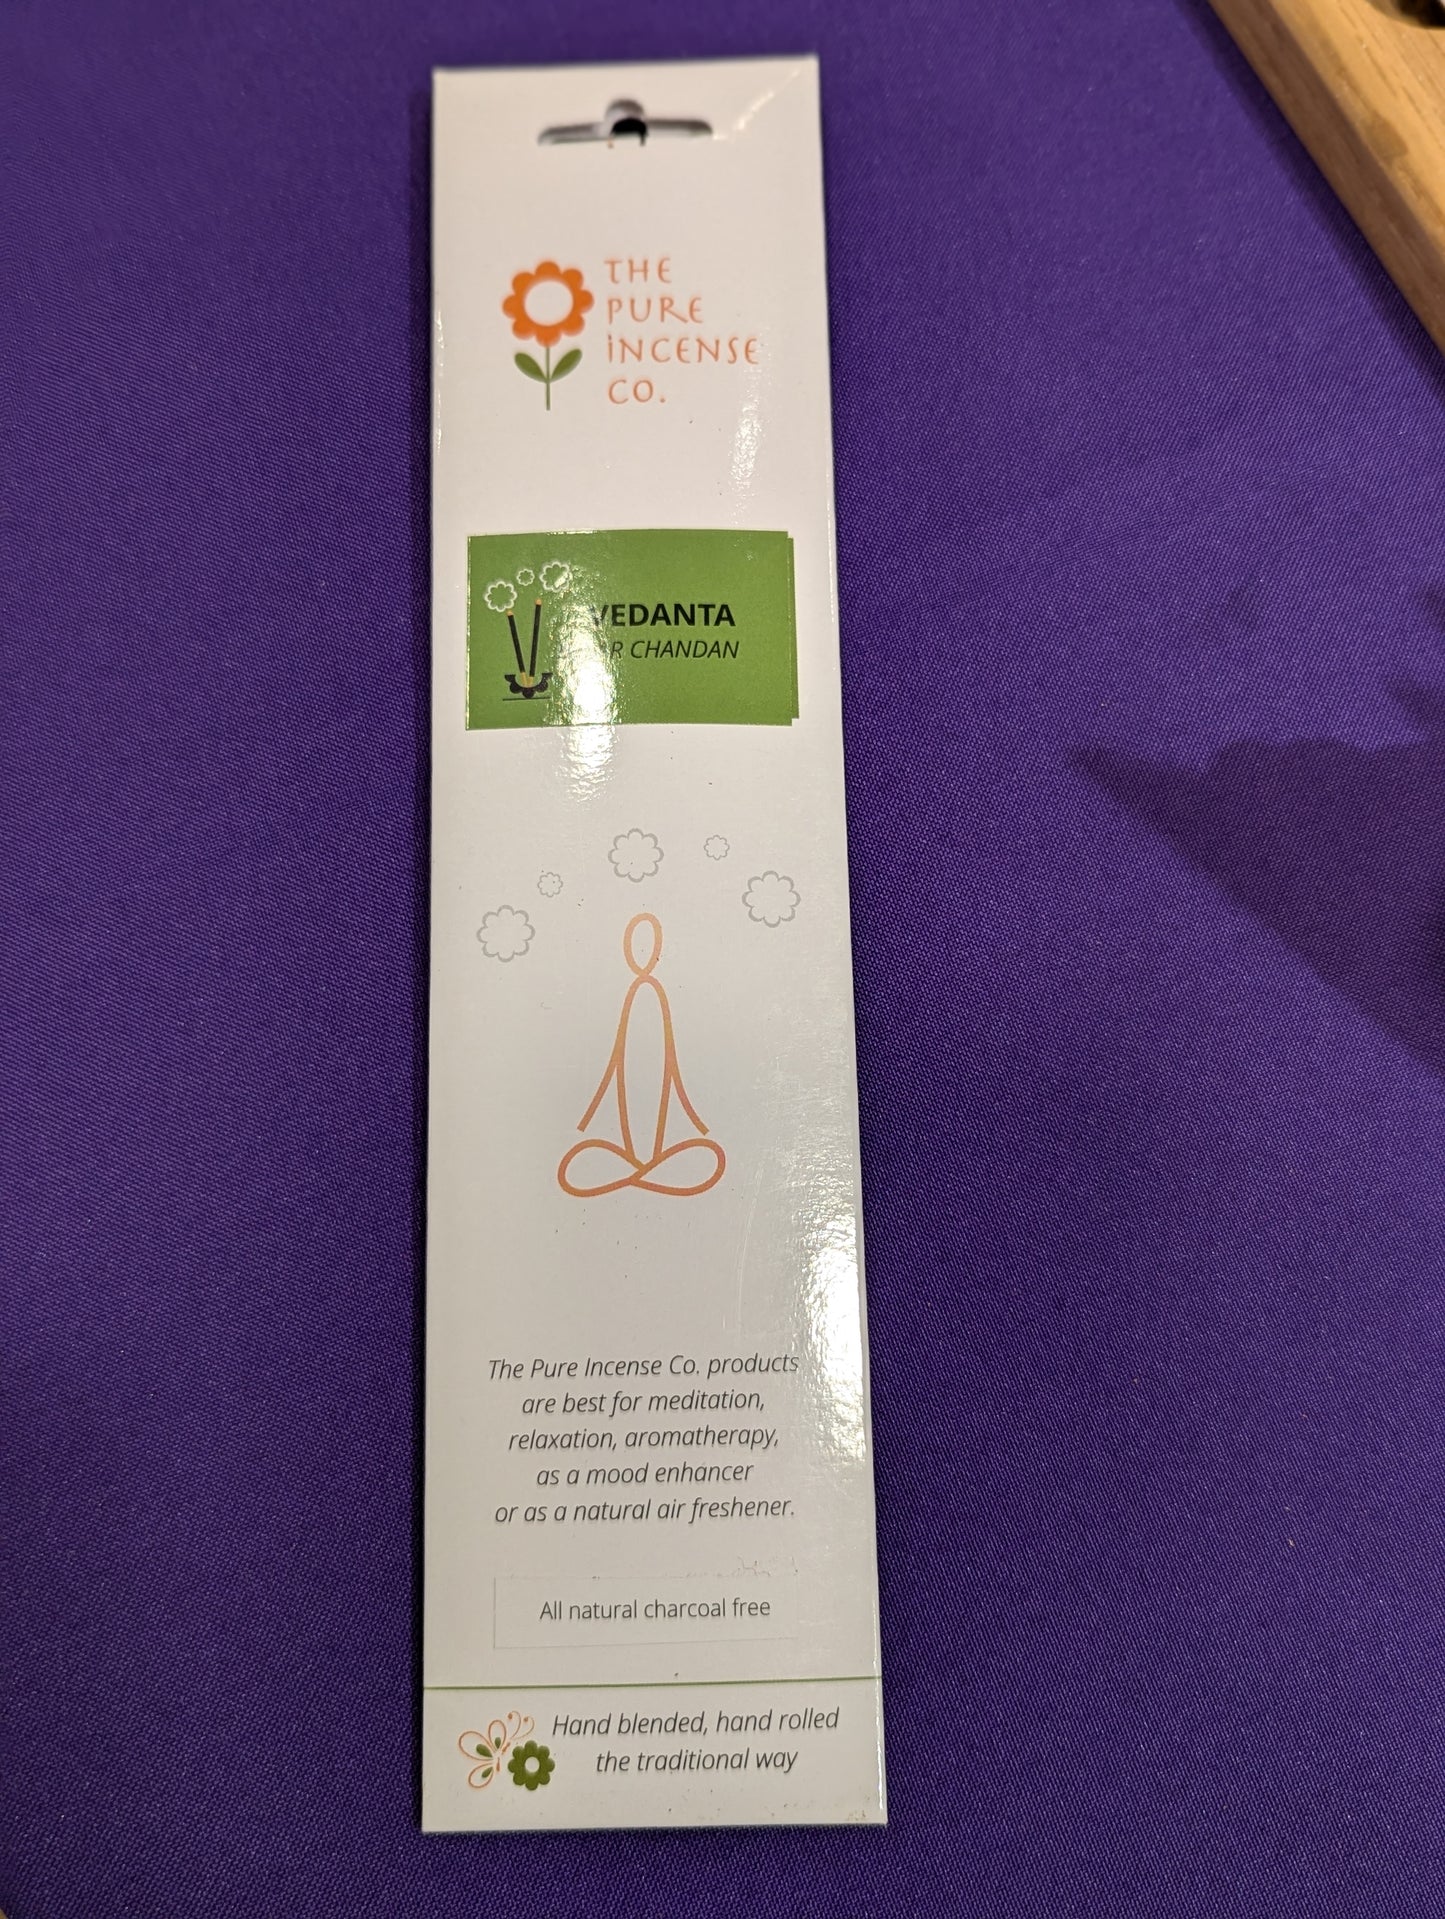 THE
PURE
INCENSE
CO.
VEDANTA
CHANDAN
The Pure Incense Co. products
are best for meditation,
relaxation, aromatherapy,
as a mood enhancer
or as a natural air freshener.
All natural charcoal free
Hand blended, hand rolled
the traditional way